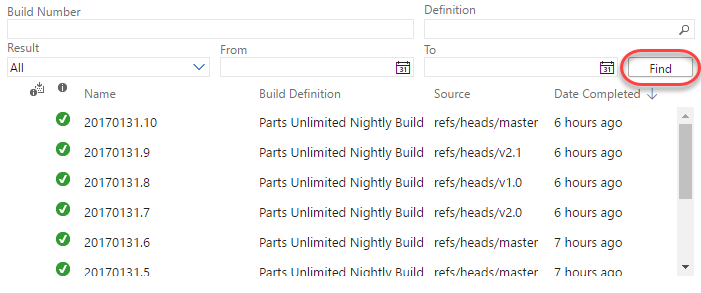 Build Number Definition
Result From To
All 31 31 Find
Name Build Definition Source Date Completed
20170131.10 Parts Unlimited Nightly Build refs/heads/master 6 hours ago
20170131.9 Parts Unlimited Nightly Build refs/heads/v2.1 6 hours ago
20170131.8 Parts Unlimited Nightly Build refs/heads/v1.0 6 hours ago
20170131.7 Parts Unlimited Nightly Build refs/heads/v2.0 6 hours ago
20170131.6 Parts Unlimited Nightly Build refs/heads/master 7 hours ago
20170131.5 Parts Unlimited Nightly Build refs/heads/master 7 hours ago